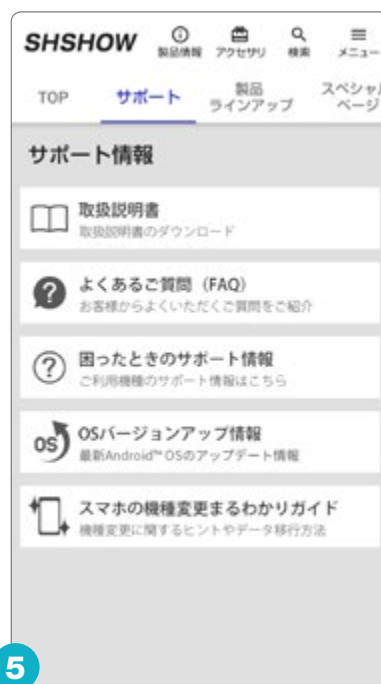 SHSHOW
製品情報 アクセサリ 検索 メニュー
TOP サポート 製品 スペシャル
ラインアップ ページ
サポート情報
取扱説明書
取扱説明書のダウンロード
よくあるご質問（FAQ）
お客様からよくいただくご質問をご紹介
困ったときのサポート情報
ご利用機種のサポート情報はこちら
OS
OSバージョンアップ情報
最新Android™ OSのアップデート情報
スマホの機種変更まるわかりガイド
機種変更に関するヒントやデータ移行方法
5